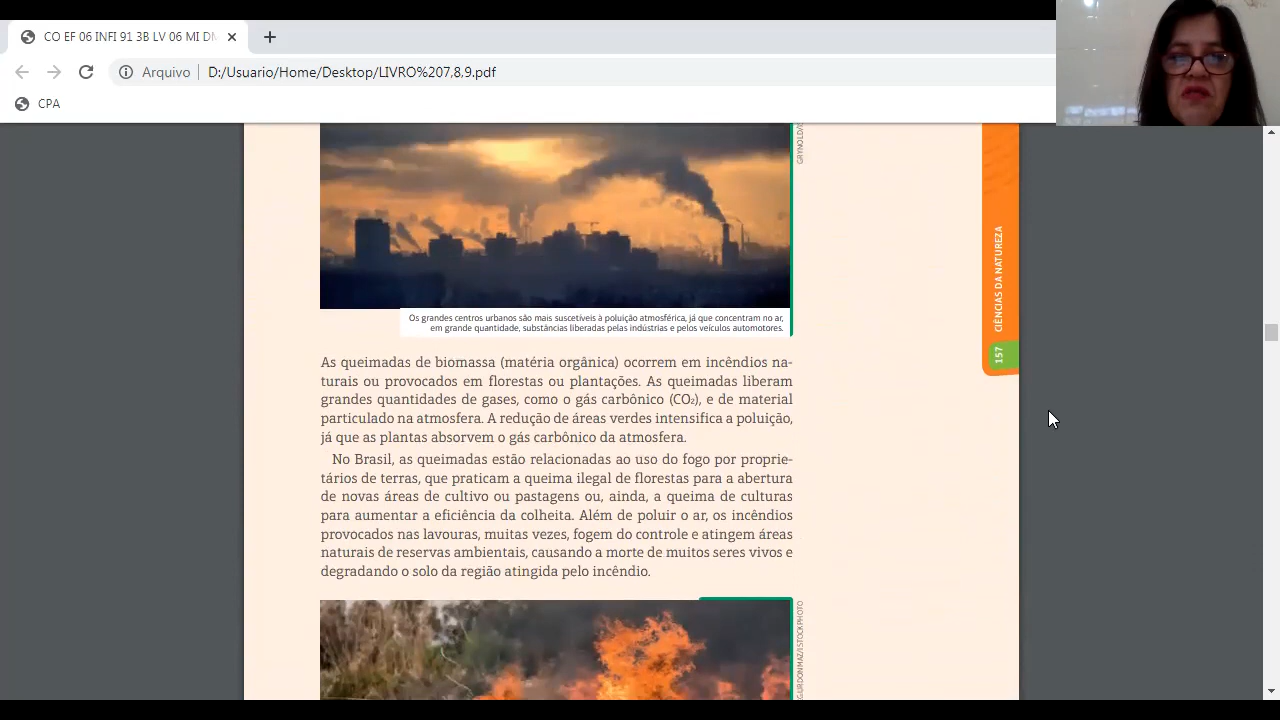 CO EF 06 INFI 91 3B LV 06 MI DM
Arquivo
D:/Usuario/Home/Desktop/LIVRO%207,8,9.pdf
CPA
Os grandes centros urbanos são mais suscetíveis à poluição atmosférica, já que concentram no ar,
em grande quantidade, substâncias liberadas pelas indústrias e pelos veículos automotores.
CIÊNCIAS DA NATUREZA
157
As queimadas de biomassa (matéria orgânica) ocorrem em incêndios na-
turais ou provocados em florestas ou plantações. As queimadas liberam
grandes quantidades de gases, como o gás carbônico (CO₂), e de material
particulado na atmosfera. A redução de áreas verdes intensifica a poluição,
já que as plantas absorvem o gás carbônico da atmosfera.
No Brasil, as queimadas estão relacionadas ao uso do fogo por proprie-
tários de terras, que praticam a queima ilegal de florestas para a abertura
de novas áreas de cultivo ou pastagens ou, ainda, a queima de culturas
para aumentar a eficiência da colheita. Além de poluir o ar, os incêndios
provocados nas lavouras, muitas vezes, fogem do controle e atingem áreas
naturais de reservas ambientais, causando a morte de muitos seres vivos e
degradando o solo da região atingida pelo incêndio.